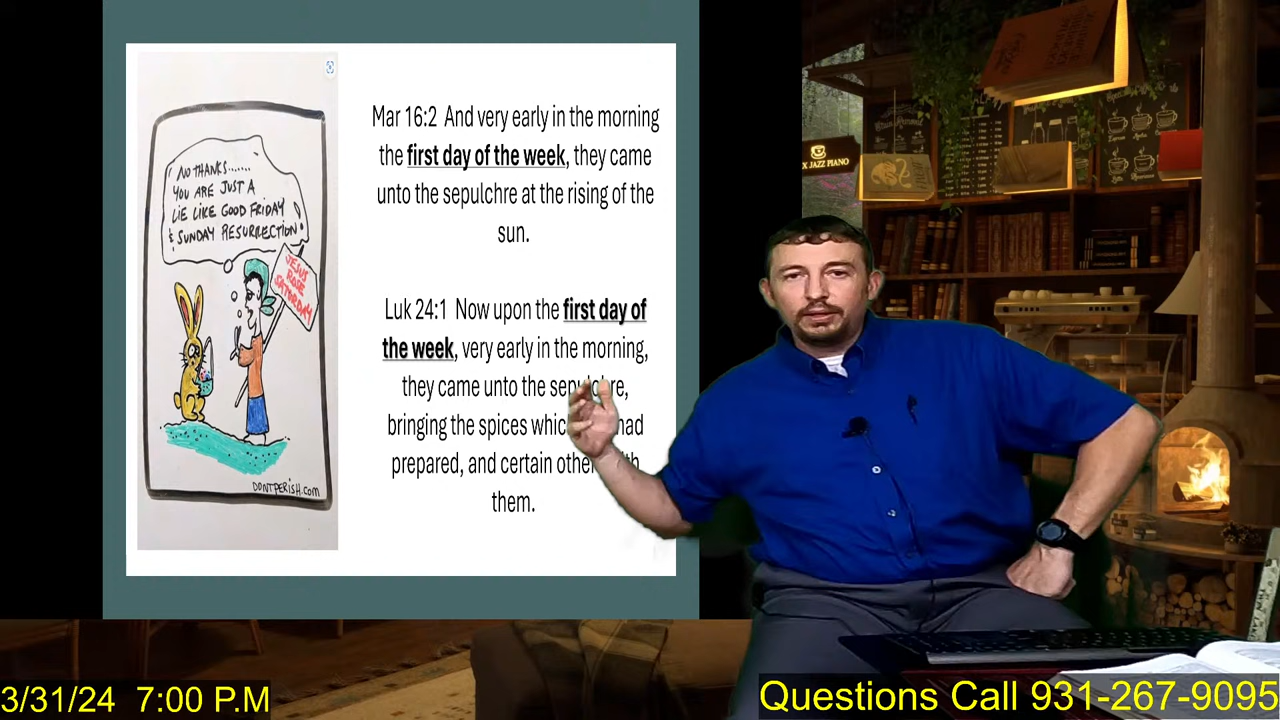 NO THANKS.......
YOU ARE JUST A
LIE LIKE GOOD FRIDAY
& SUNDAY RESURRECTION
JESUS
ROSE
SATURDAY
DONTPERISH.COM
Mar 16:2 And very early in the morning
the first day of the week, they came
unto the sepulchre at the rising of the
sun.
Luk 24:1 Now upon the first day of
the week, very early in the morning,
they came unto the sepulchre,
bringing the spices which had
prepared, and certain other with
them.
X JAZZ PIANO
3/31/24 7:00 P.M
Questions Call 931-267-9095